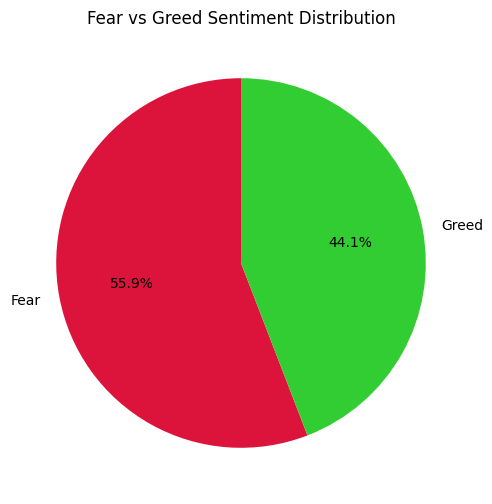 Fear vs Greed Sentiment Distribution
Greed
44.1%
55.9%
Fear